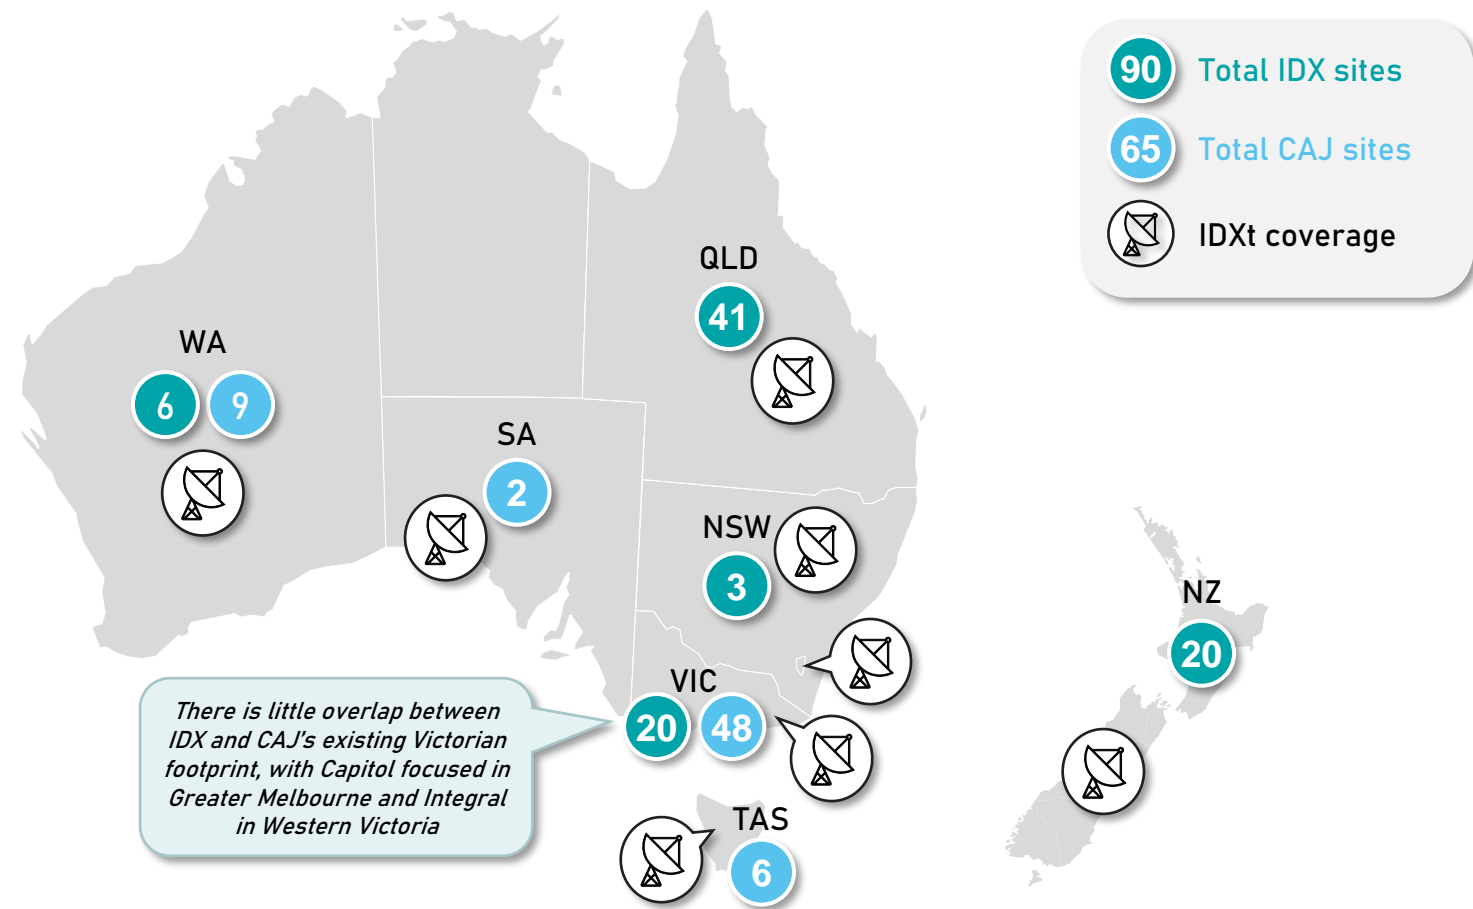 90 Total IDX sites
65 Total CAJ sites
IDXt coverage
QLD
41
WA
6 9
SA
2
NSW
3
NZ
20
VIC
20 48
There is little overlap between
IDX and CAJ's existing Victorian
footprint, with Capitol focused in
Greater Melbourne and Integral
in Western Victoria
TAS
6